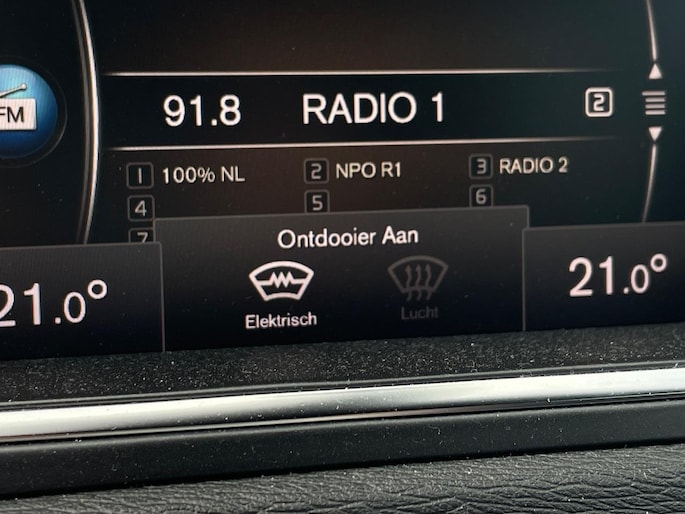 FM
91.8 RADIO 1 2
1 100% NL 2 NPO R1 3 RADIO 2
4 5 6
7
Ontdooier Aan
21.0° Elektrisch Lucht 21.0°